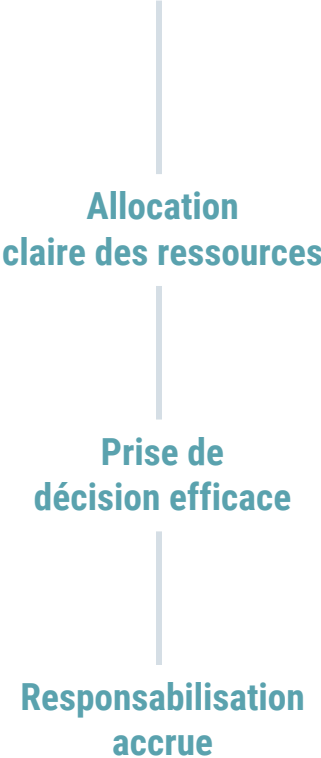 Allocation
claire des ressources
Prise de
décision efficace
Responsabilisation
accrue